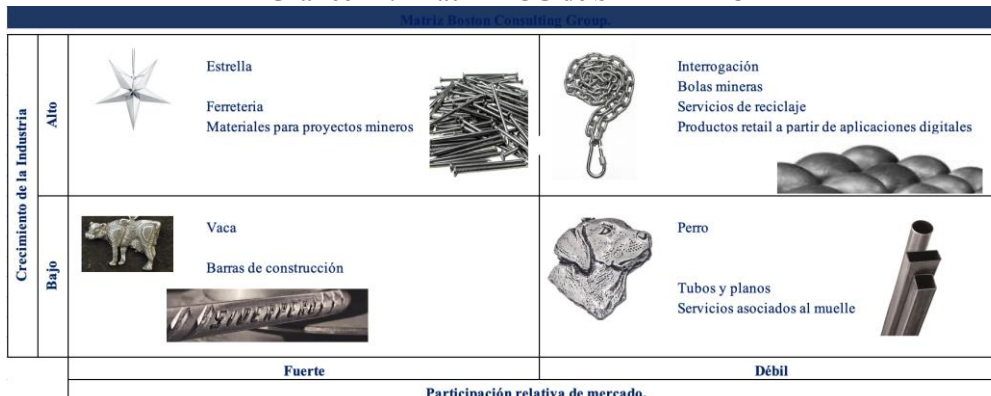 Matriz Boston Consulting Group.
Crecimiento de la Industria
Alto
Estrella
Ferreteria
Materiales para proyectos mineros
Interrogación
Bolas mineras
Servicios de reciclaje
Productos retail a partir de aplicaciones digitales
Bajo
Vaca
Barras de construcción
Perro
Tubos y planos
Servicios asociados al muelle
Fuerte
Débil
Participación relativa de mercado.